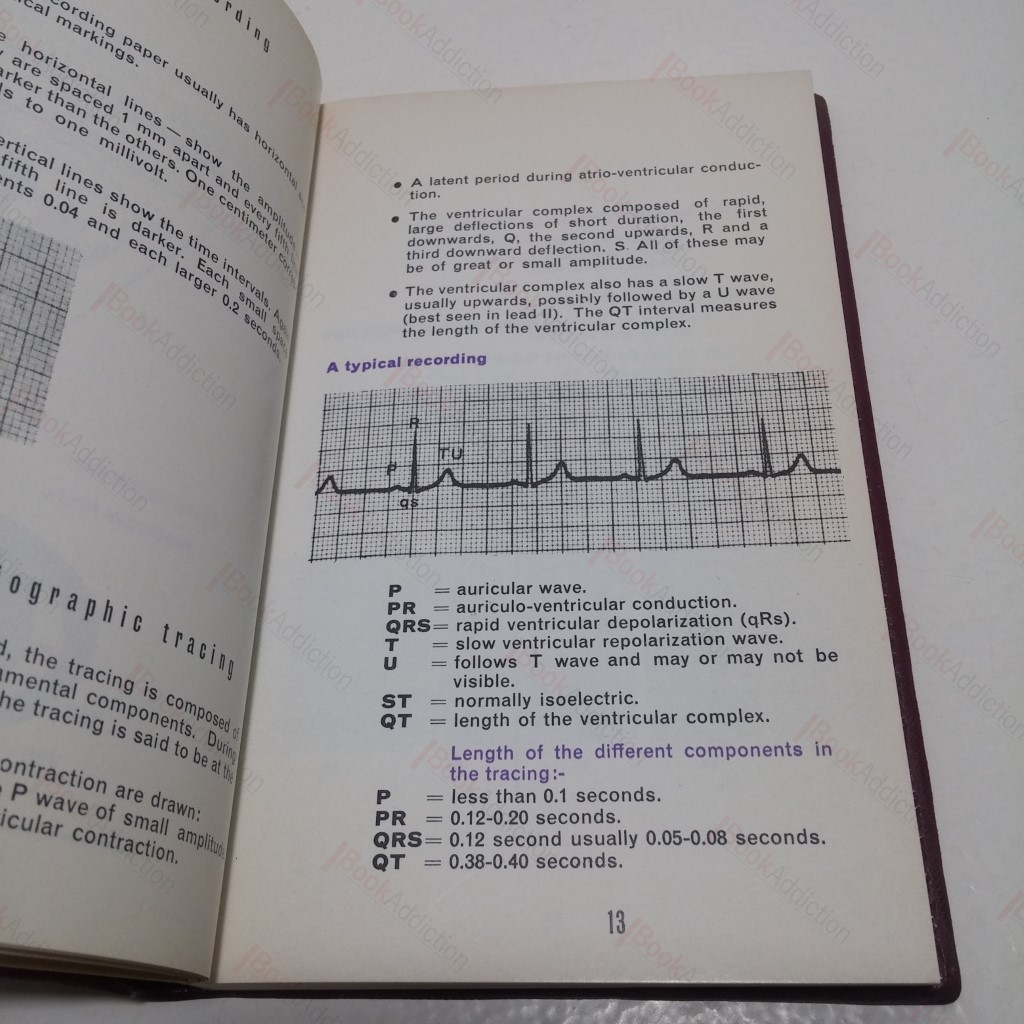 cording paper usually has horizontal
cal markings.
horizontal lines — show the amplitude.
are spaced 1 mm apart and every fifth
arker than the others. One centimeter
ls to one millivolt.
ertical lines show the time intervals.
fifth line is darker. Each small space
ents 0.04 and each larger 0.2 seconds.
ographic tracing
d, the tracing is composed of
amental components. During
he tracing is said to be at the
ontraction are drawn:
P wave of small amplitude
icular contraction.
• A latent period during atrio-ventricular conduc-
tion.
• The ventricular complex composed of rapid,
large deflections of short duration, the first
downwards, Q, the second upwards, R and a
third downward deflection, S. All of these may
be of great or small amplitude.
• The ventricular complex also has a slow T wave,
usually upwards, possibly followed by a U wave
(best seen in lead II). The QT interval measures
the length of the ventricular complex.
A typical recording
R
P
TU
qs
P = auricular wave.
PR = auriculo-ventricular conduction.
QRS = rapid ventricular depolarization (qRs).
T = slow ventricular repolarization wave.
U = follows T wave and may or may not be
visible.
ST = normally isoelectric.
QT = length of the ventricular complex.
Length of the different components in
the tracing:-
P = less than 0.1 seconds.
PR = 0.12-0.20 seconds.
QRS = 0.12 second usually 0.05-0.08 seconds.
QT = 0.38-0.40 seconds.
13
BookAddiction